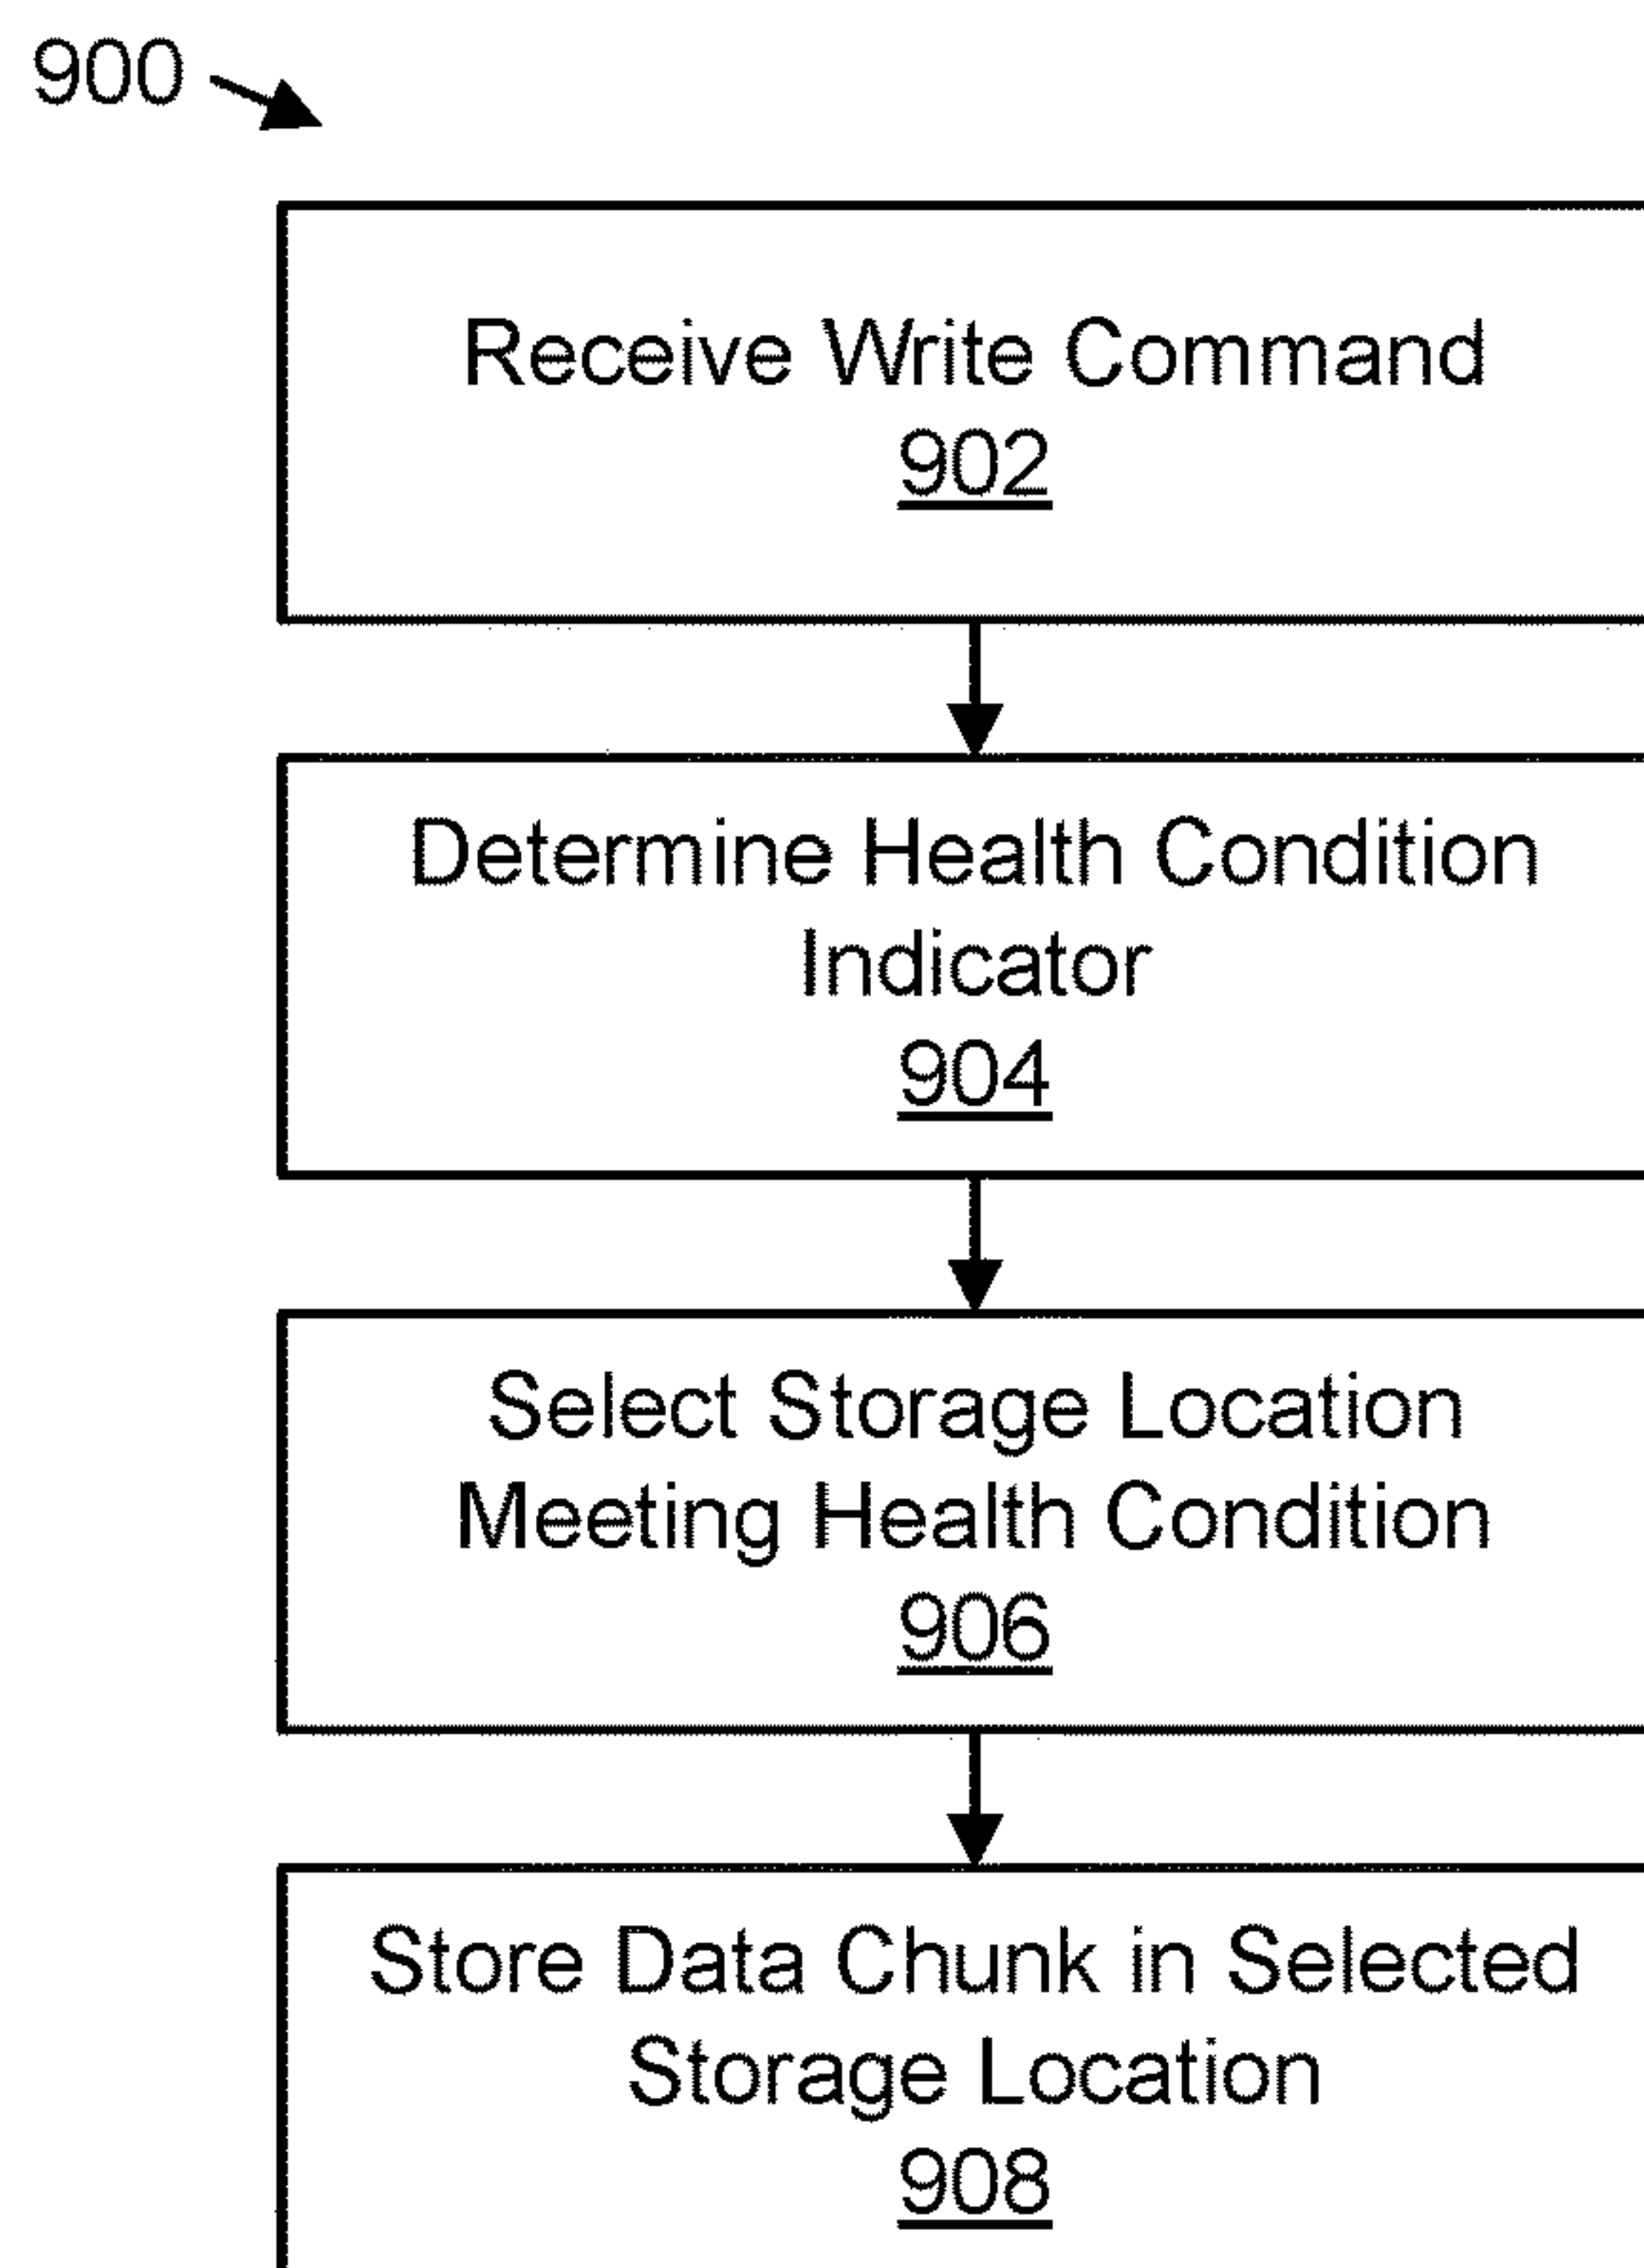 900
Receive Write Command
902
Determine Health Condition
Indicator
904
Select Storage Location
Meeting Health Condition
906
Store Data Chunk in Selected
Storage Location
908